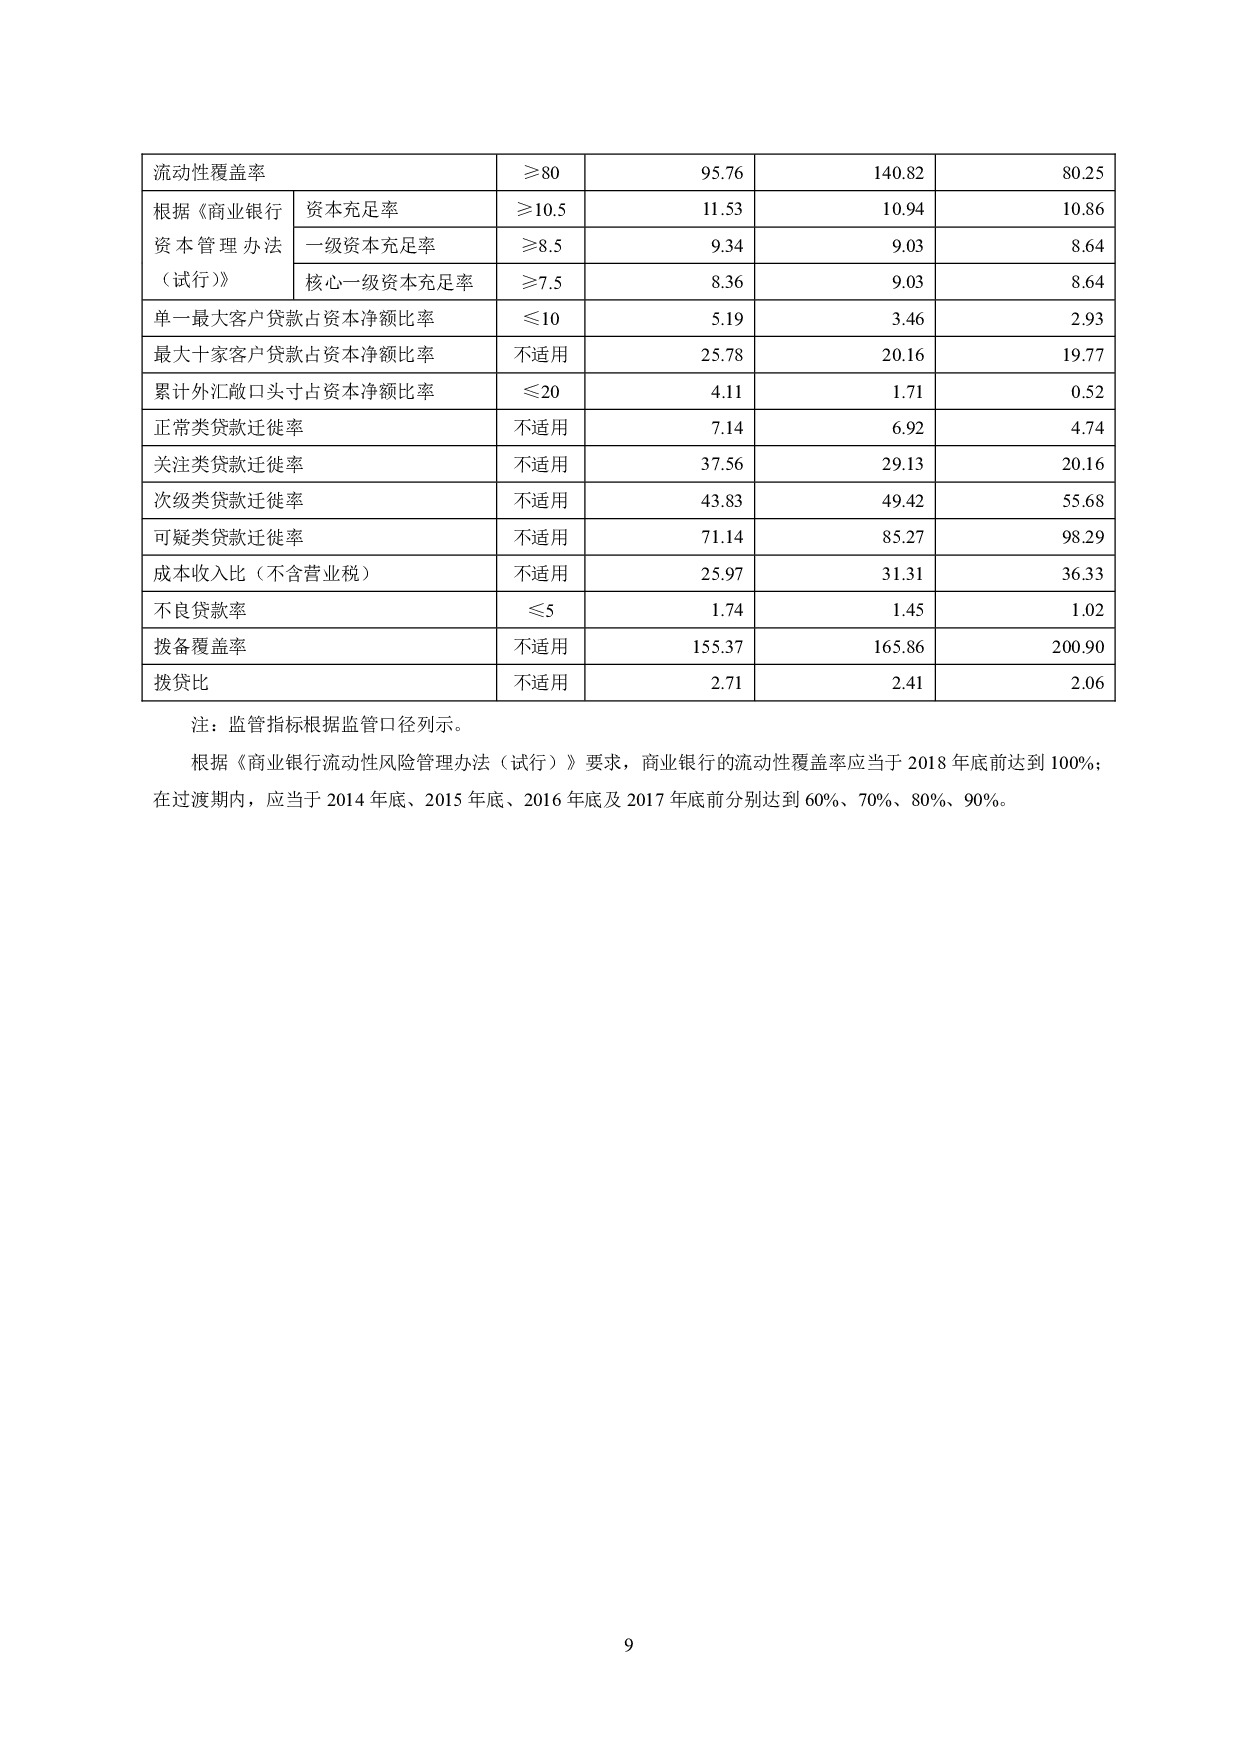 流动性覆盖率 ≥80 95.76 140.82 80.25
根据《商业银行资本管理办法（试行）》 资本充足率 ≥10.5 11.53 10.94 10.86
一级资本充足率 ≥8.5 9.34 9.03 8.64
核心一级资本充足率 ≥7.5 8.36 9.03 8.64
单一最大客户贷款占资本净额比率 ≤10 5.19 3.46 2.93
最大十家客户贷款占资本净额比率 不适用 25.78 20.16 19.77
累计外汇敞口头寸占资本净额比率 ≤20 4.11 1.71 0.52
正常类贷款迁徙率 不适用 7.14 6.92 4.74
关注类贷款迁徙率 不适用 37.56 29.13 20.16
次级类贷款迁徙率 不适用 43.83 49.42 55.68
可疑类贷款迁徙率 不适用 71.14 85.27 98.29
成本收入比（不含营业税） 不适用 25.97 31.31 36.33
不良贷款率 ≤5 1.74 1.45 1.02
拨备覆盖率 不适用 155.37 165.86 200.90
拨贷比 不适用 2.71 2.41 2.06
注：监管指标根据监管口径列示。
根据《商业银行流动性风险管理办法（试行）》要求，商业银行的流动性覆盖率应当于 2018 年底前达到 100%；
在过渡期内，应当于 2014 年底、2015 年底、2016 年底及 2017 年底前分别达到 60%、70%、80%、90%。
9